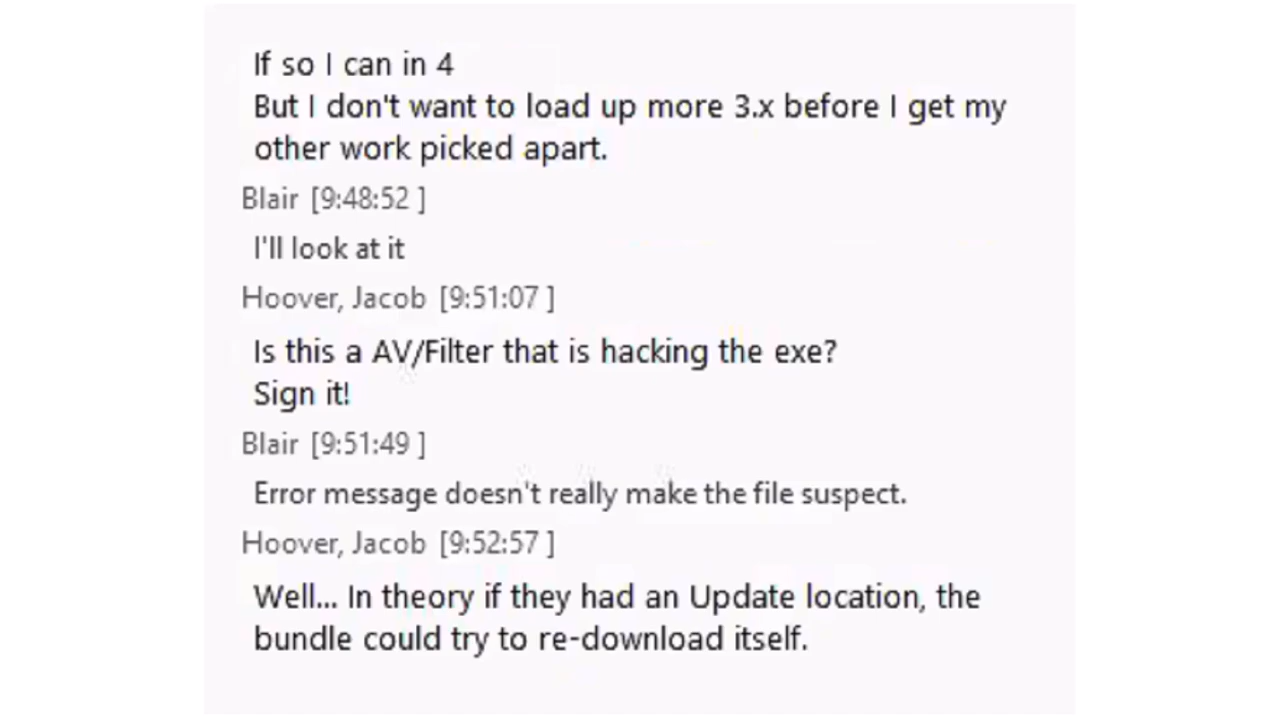 If so I can in 4
But I don't want to load up more 3.x before I get my
other work picked apart.
Blair [9:48:52 ]
I'll look at it
Hoover, Jacob [9:51:07 ]
Is this a AV/Filter that is hacking the exe?
Sign it!
Blair [9:51:49 ]
Error message doesn't really make the file suspect.
Hoover, Jacob [9:52:57 ]
Well... In theory if they had an Update location, the
bundle could try to re-download itself.